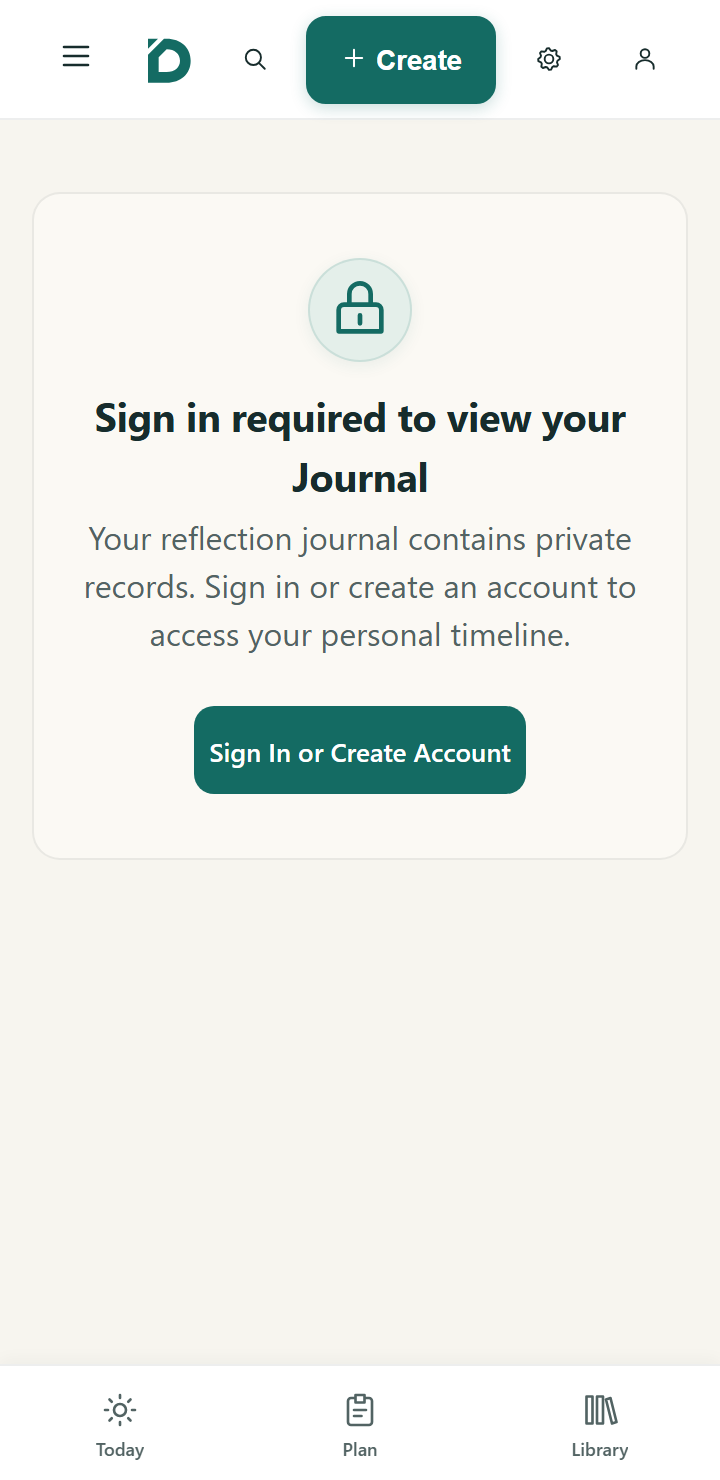 Create
Sign in required to view your
Journal
Your reflection journal contains private
records. Sign in or create an account to
access your personal timeline.
Sign In or Create Account
Today
Plan
Library